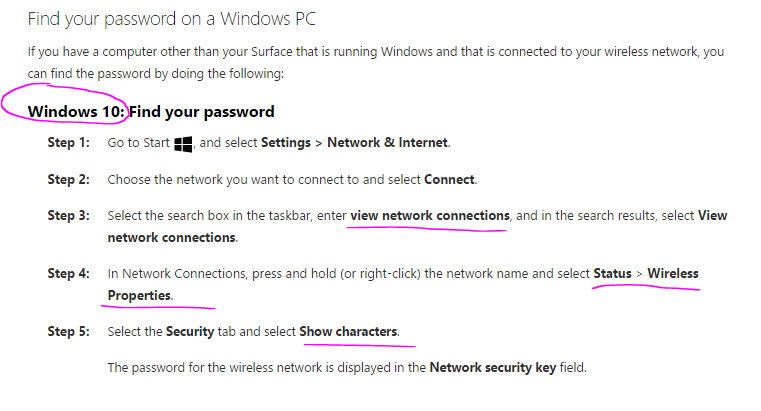 Find your password on a Windows PC
If you have a computer other than your Surface that is running Windows and that is connected to your wireless network, you
can find the password by doing the following:
Windows 10: Find your password
Step 1: Go to Start , and select Settings > Network & Internet.
Step 2: Choose the network you want to connect to and select Connect.
Step 3: Select the search box in the taskbar, enter view network connections, and in the search results, select View
network connections.
Step 4: In Network Connections, press and hold (or right-click) the network name and select Status > Wireless
Properties.
Step 5: Select the Security tab and select Show characters.
The password for the wireless network is displayed in the Network security key field.